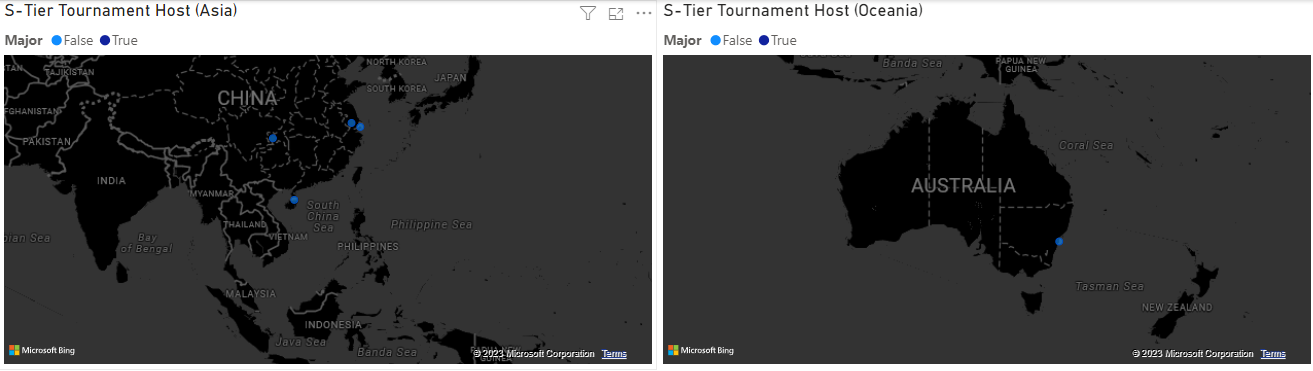 S-Tier Tournament Host (Asia)
Major False True
NORTH KOREA
TAJIKISTAN
JAPAN
SOUTH KOREA
CHINA
PAKISTAN
INDIA
MYANMAR
South
China
Sea
THAILAND
Philippine Sea
Bay
of Bengal
VIETNAM
PHILIPPINES
MALAYSIA
INDONESIA
Java Sea
Banda Sea
Microsoft Bing
© 2023 Microsoft Corporation Terms
S-Tier Tournament Host (Oceania)
Major False True
Banda Sea
PAPUA NEW
GUINEA
Coral Sea
AUSTRALIA
Tasman Sea
NEW ZEALAND
Microsoft Bing
© 2023 Microsoft Corporation Terms